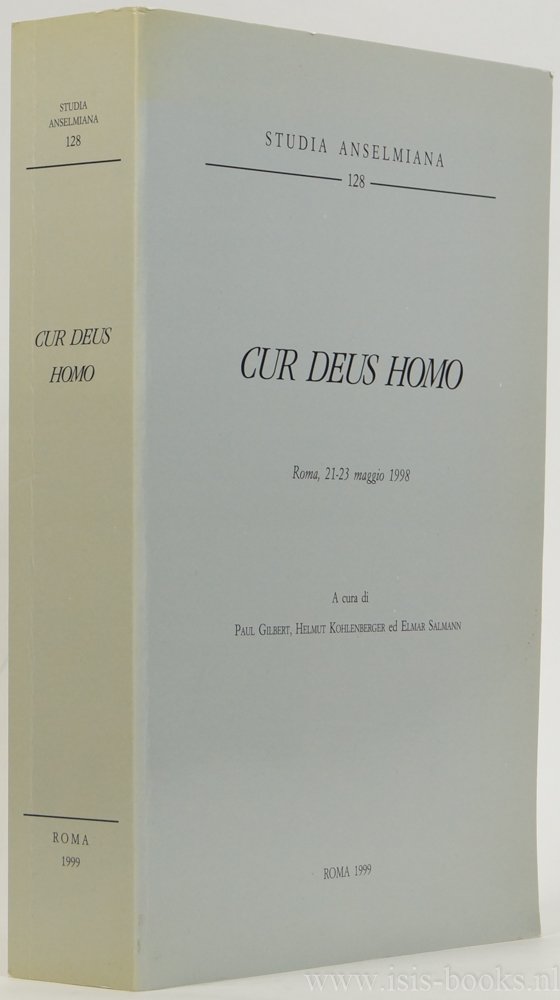 STUDIA
ANSELMIANA
128
CUR DEUS
HOMO
ROMA
1999
STUDIA ANSELMIANA
128
CUR DEUS HOMO
Roma, 21-23 maggio 1998
A cura di
PAUL GILBERT, HELMUT KOHLENBERGER ed ELMAR SALMANN
ROMA 1999
www.isis-books.nl